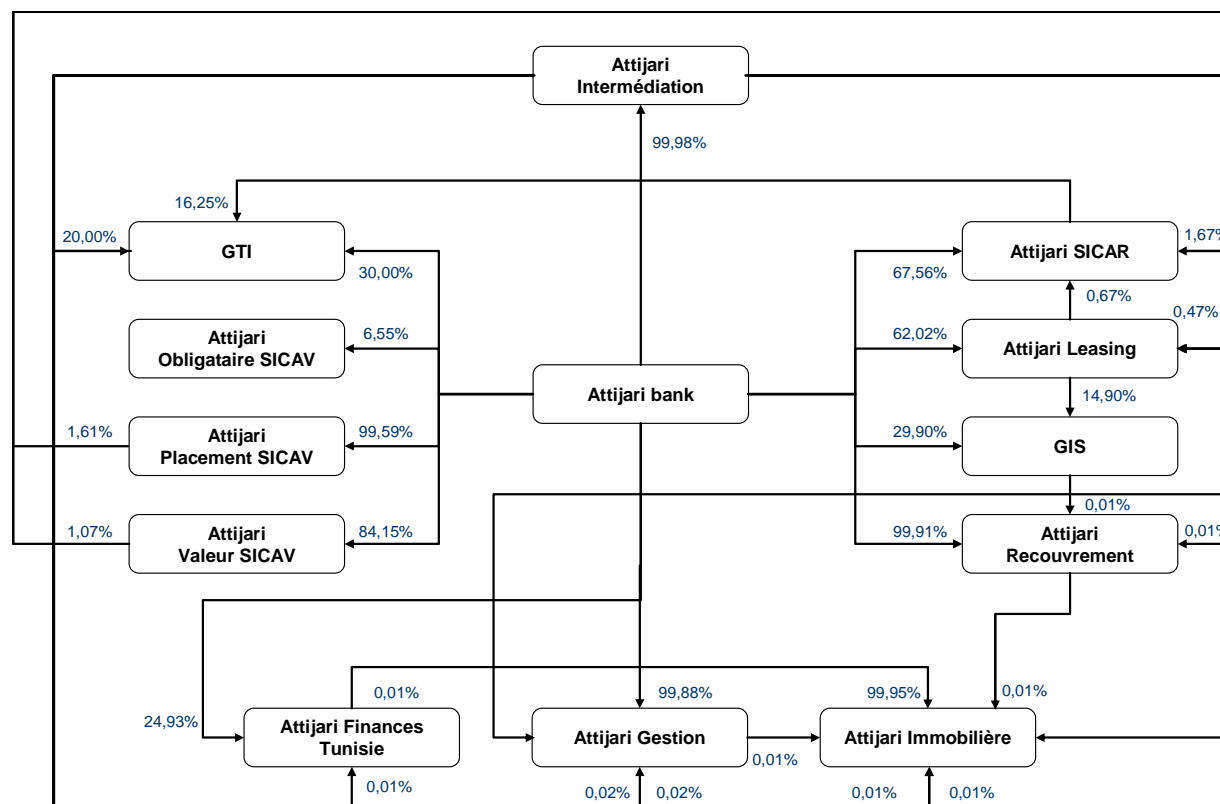 Attijari
Intermédiation
99,98%
16,25%
20,00%
GTI
30,00%
Attijari SICAR
1,67%
67,56%
0,67%
0,47%
Attijari
Obligataire SICAV
6,55%
62,02%
Attijari Leasing
Attijari bank
14,90%
1,61%
Attijari
Placement SICAV
99,59%
29,90%
GIS
0,01%
1,07%
Attijari
Valeur SICAV
84,15%
99,91%
Attijari
Recouvrement
0,01%
0,01%
99,88%
99,95%
0,01%
24,93%
Attijari Finances
Tunisie
Attijari Gestion
0,01%
Attijari Immobilière
0,01%
0,02%
0,02%
0,01%
0,01%